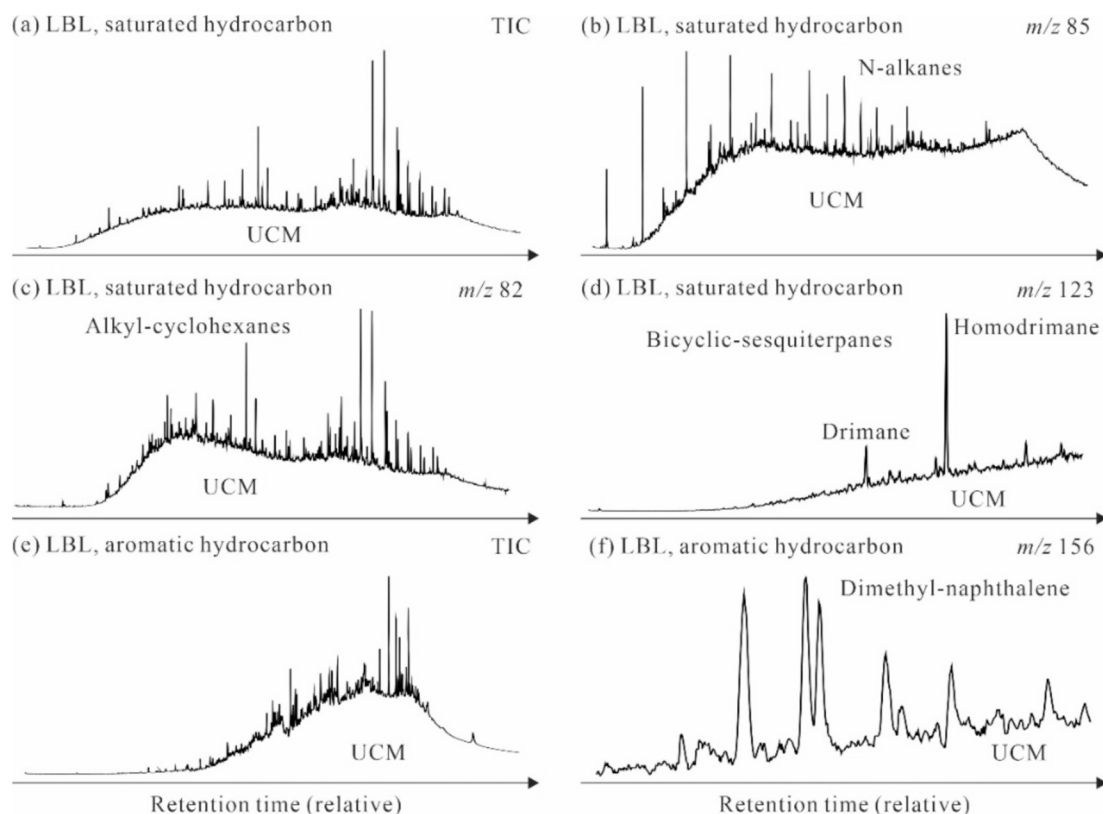 (a) LBL, saturated hydrocarbon TIC
UCM
(b) LBL, saturated hydrocarbon m/z 85
N-alkanes
UCM
(c) LBL, saturated hydrocarbon m/z 82
Alkyl-cyclohexanes
UCM
(d) LBL, saturated hydrocarbon m/z 123
Homodrimane
Bicyclic-sesquiterpanes
Drimane
UCM
(e) LBL, aromatic hydrocarbon TIC
UCM
Retention time (relative)
(f) LBL, aromatic hydrocarbon m/z 156
Dimethyl-naphthalene
UCM
Retention time (relative)